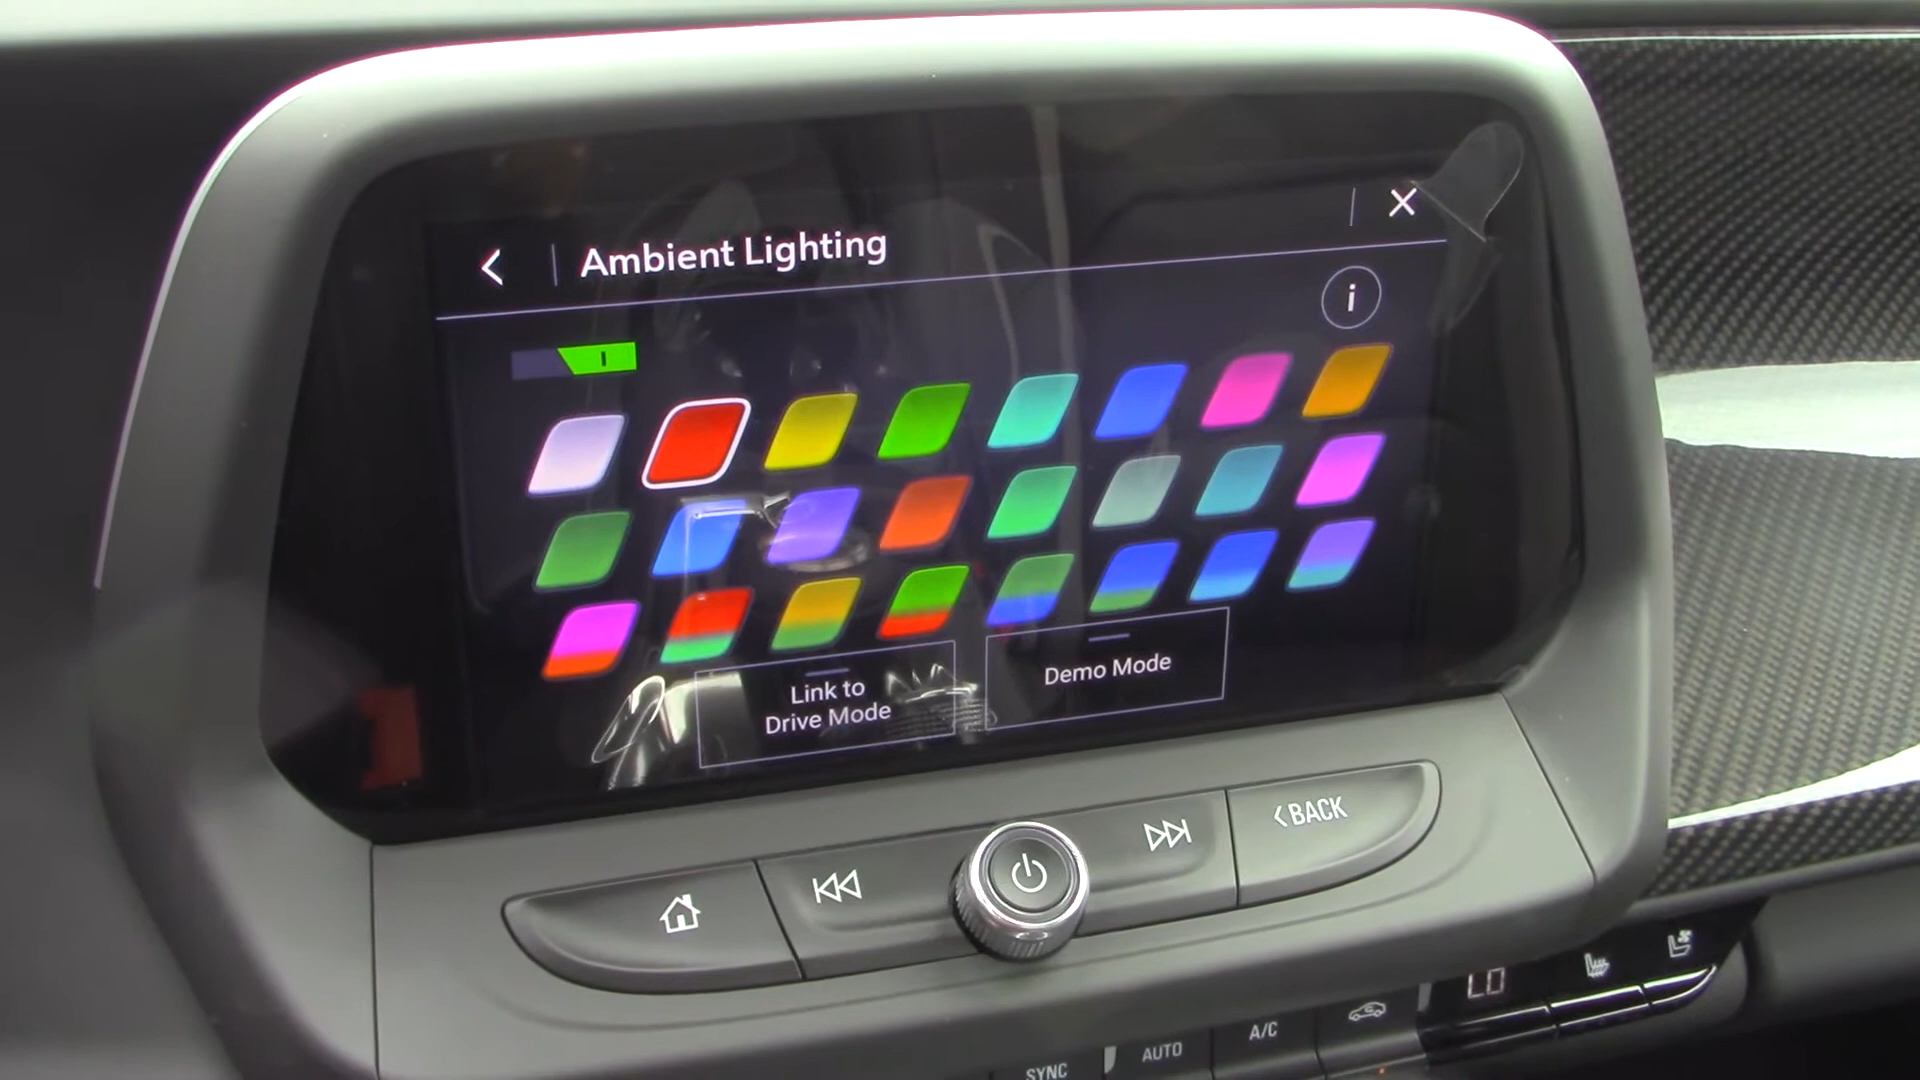 Ambient Lighting
i
Link to
Drive Mode
Demo Mode
<BACK
LO
A/C
AUTO
SYNC